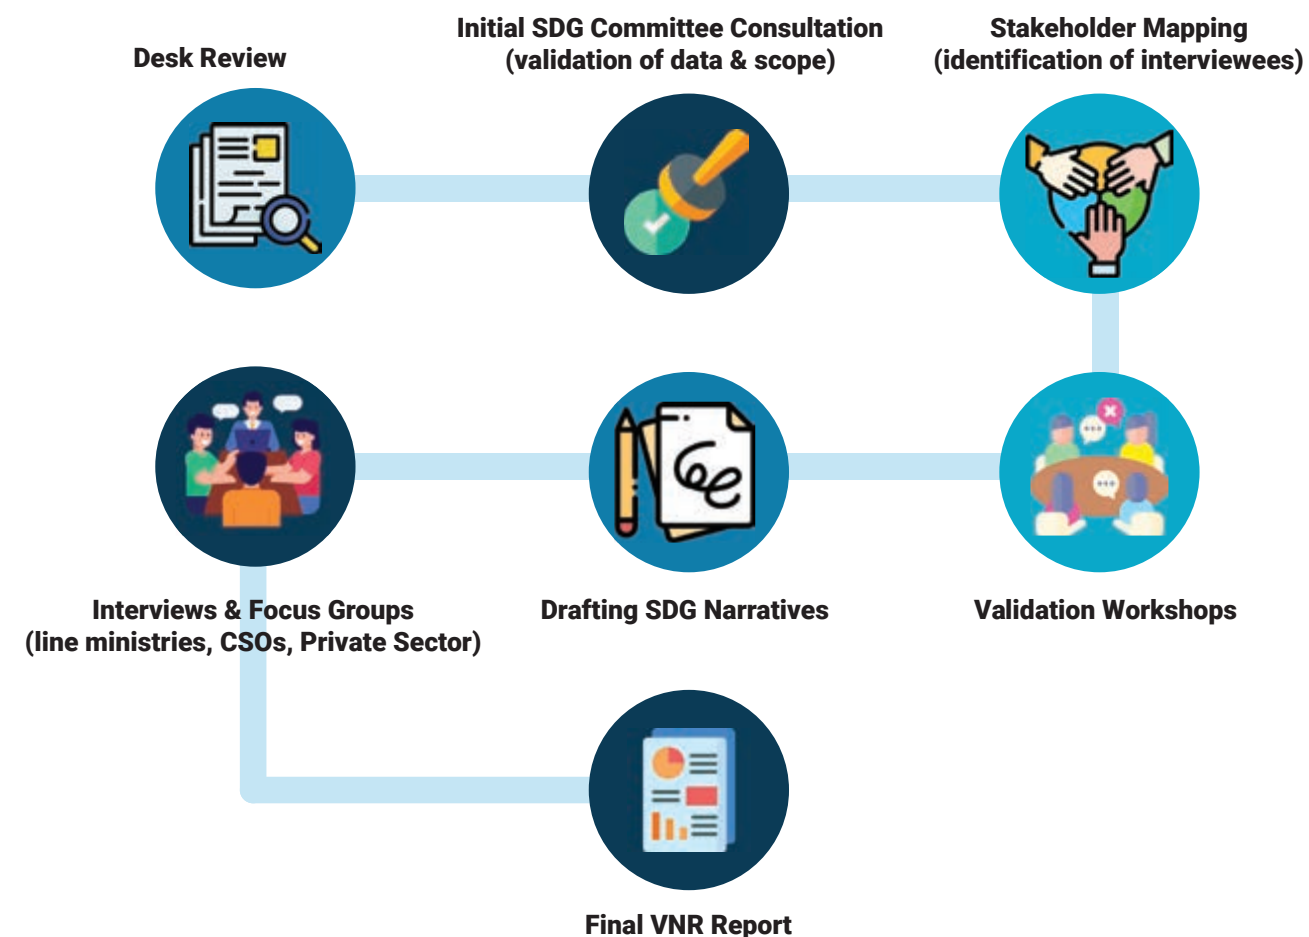 Desk Review
Initial SDG Committee Consultation
(validation of data & scope)
Stakeholder Mapping
(identification of interviewees)
Interviews & Focus Groups
(line ministries, CSOs, Private Sector)
Drafting SDG Narratives
Validation Workshops
Final VNR Report